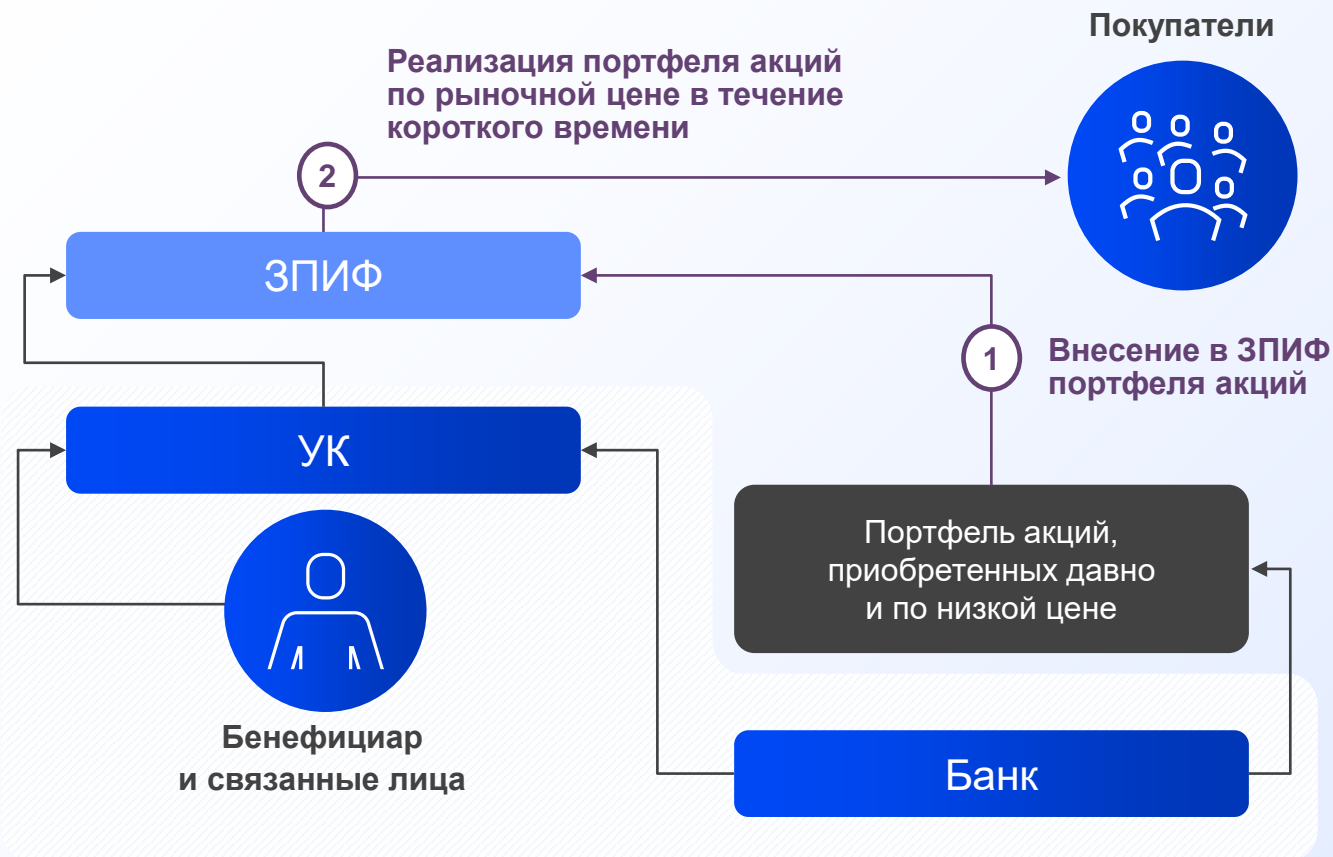 Покупатели
Реализация портфеля акций
по рыночной цене в течение
короткого времени
2
ЗПИФ
1
Внесение в ЗПИФ
портфеля акций
УК
Портфель акций,
приобретенных давно
и по низкой цене
Бенефициар
и связанные лица
Банк